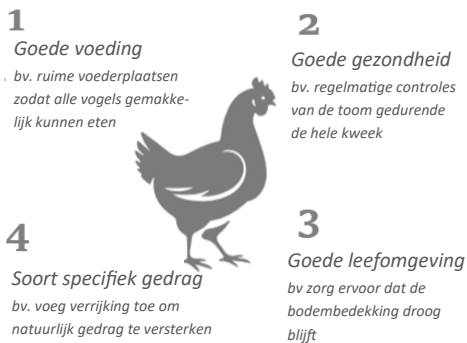 1
Goede voeding
bv. ruime voederplaatsen
zodat alle vogels gemakke-
lijk kunnen eten
2
Goede gezondheid
bv. regelmatige controles
van de toom gedurende
de hele kweek
4
Soort specifiek gedrag
bv. voeg verrijking toe om
natuurlijk gedrag te versterken
3
Goede leefomgeving
bv zorg ervoor dat de
bodembedekking droog
blijft